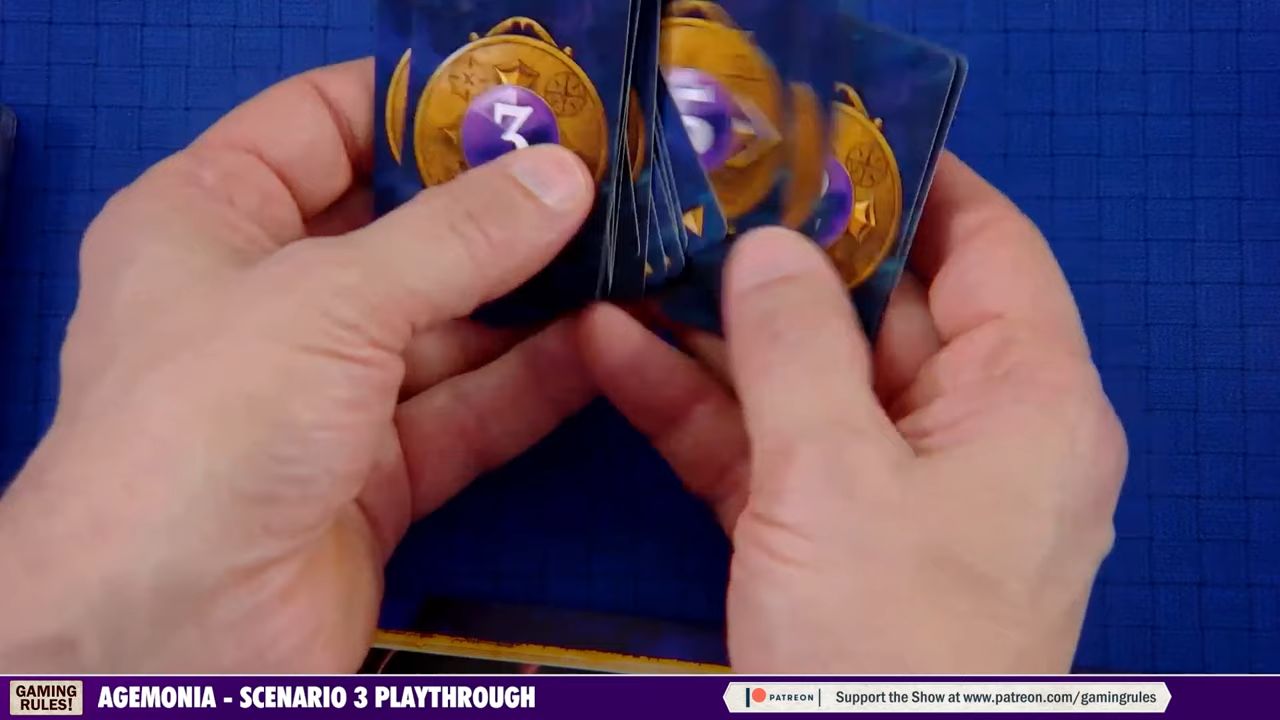 3
GAMING
RULES!
AGEMONIA - SCENARIO 3 PLAYTHROUGH
PATREON
Support the Show at www.patreon.com/gamingrules